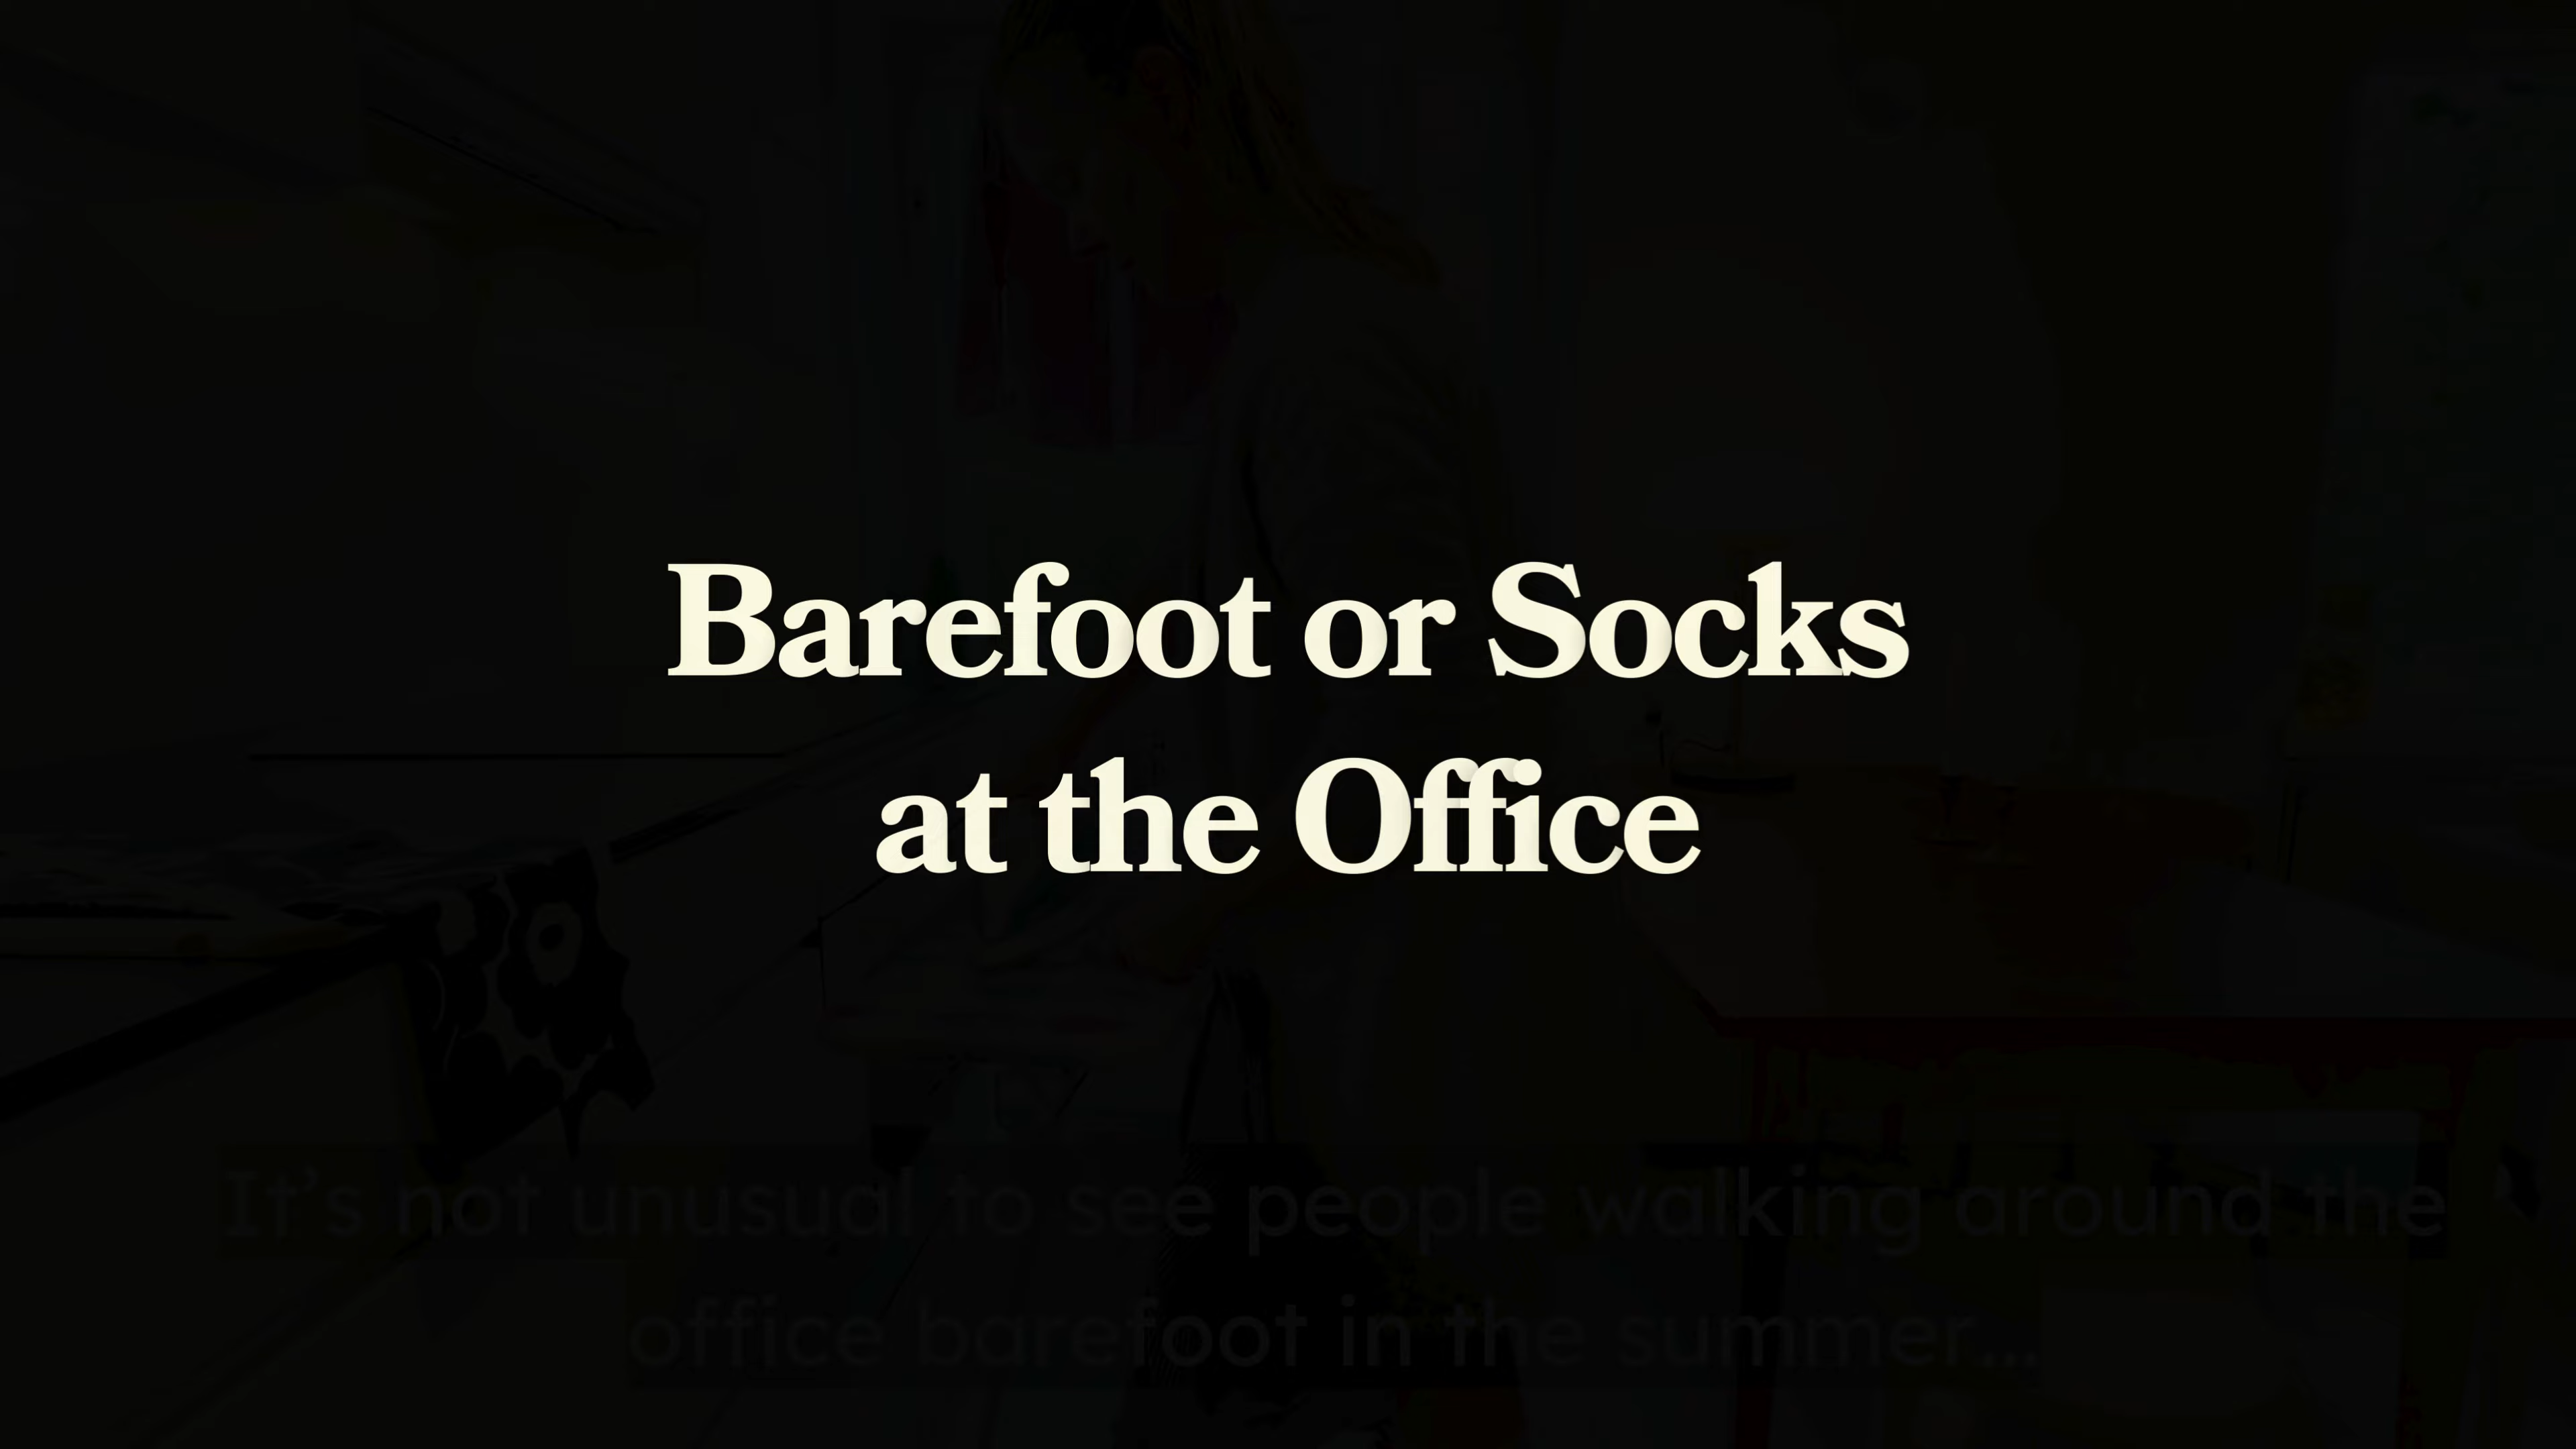 Barefoot or Socks
at the Office
It's not unusual to see people walking around the
office barefoot in the summer...